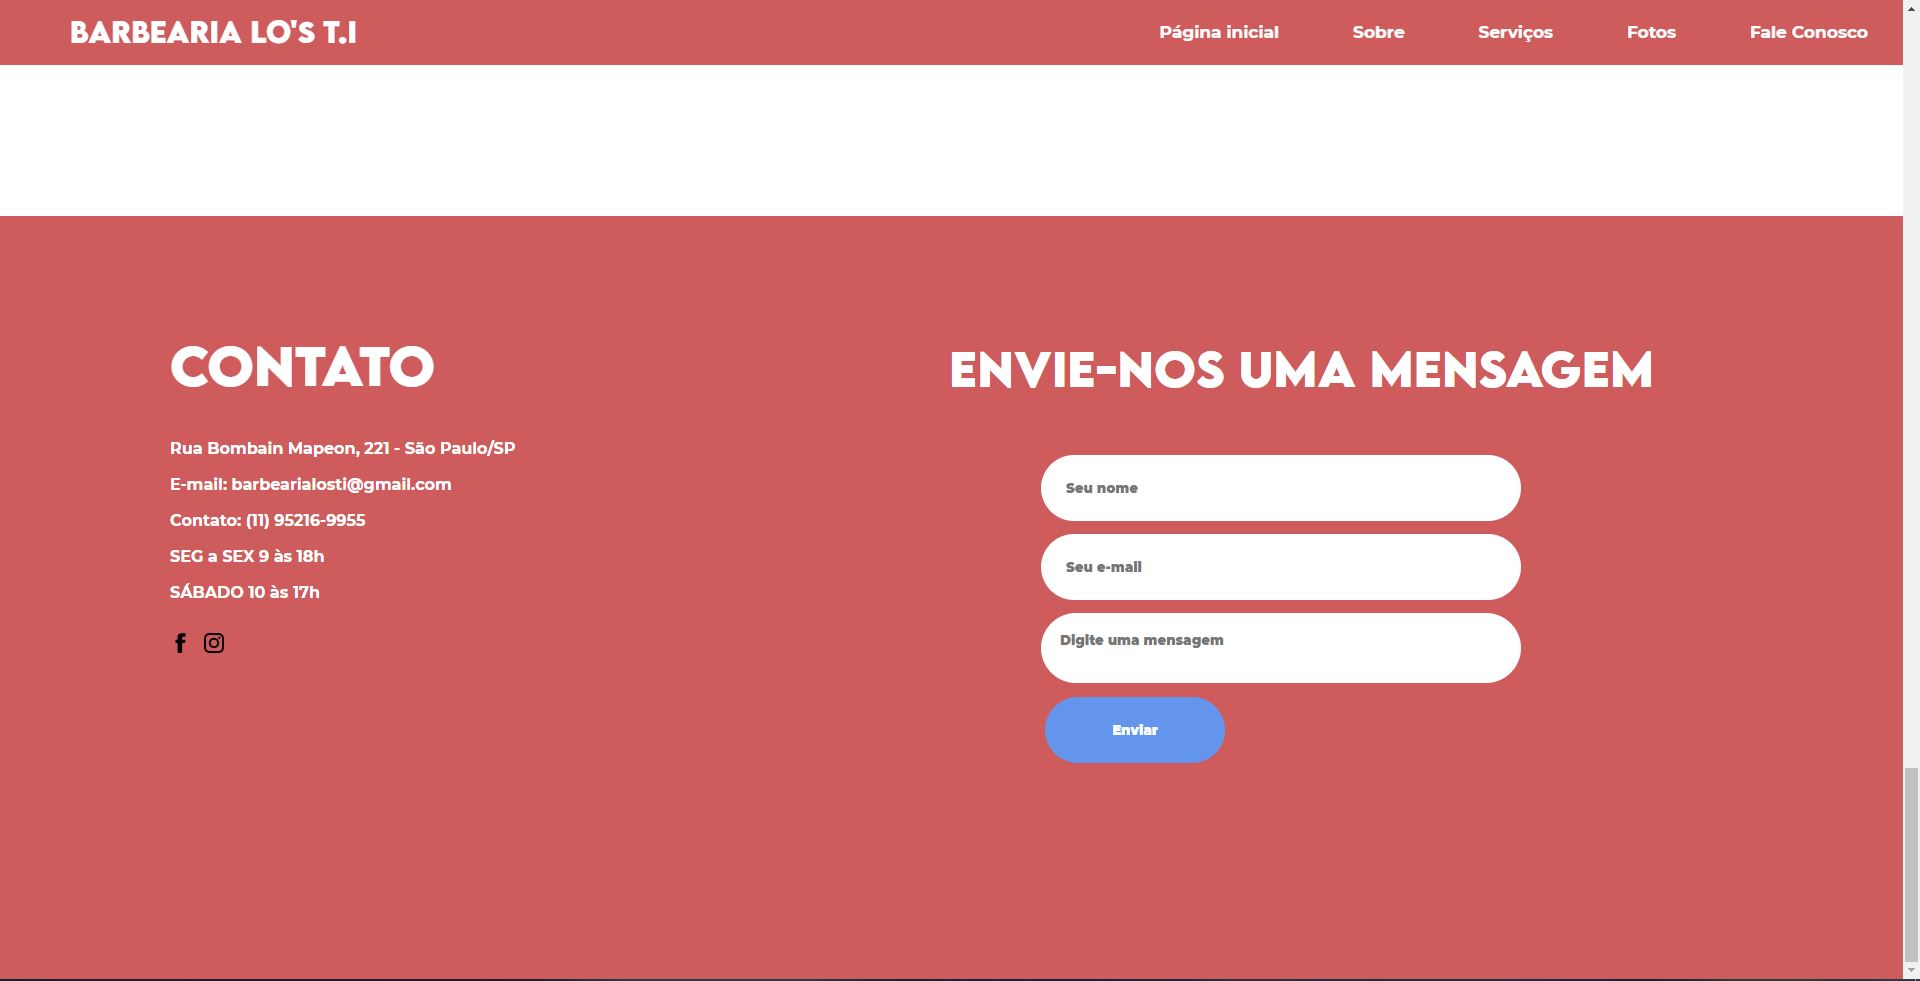 BARBEARIA LO'S T.I
Página inicial
Sobre
Serviços
Fotos
Fale Conosco
CONTATO
Rua Bombain Mapeon, 221 - São Paulo/SP
E-mail: barbearialosti@gmail.com
Contato: (11) 95216-9955
SEG a SEX 9 às 18h
SÁBADO 10 às 17h
ENVIE-NOS UMA MENSAGEM
Seu nome
Seu e-mail
Digite uma mensagem
Enviar